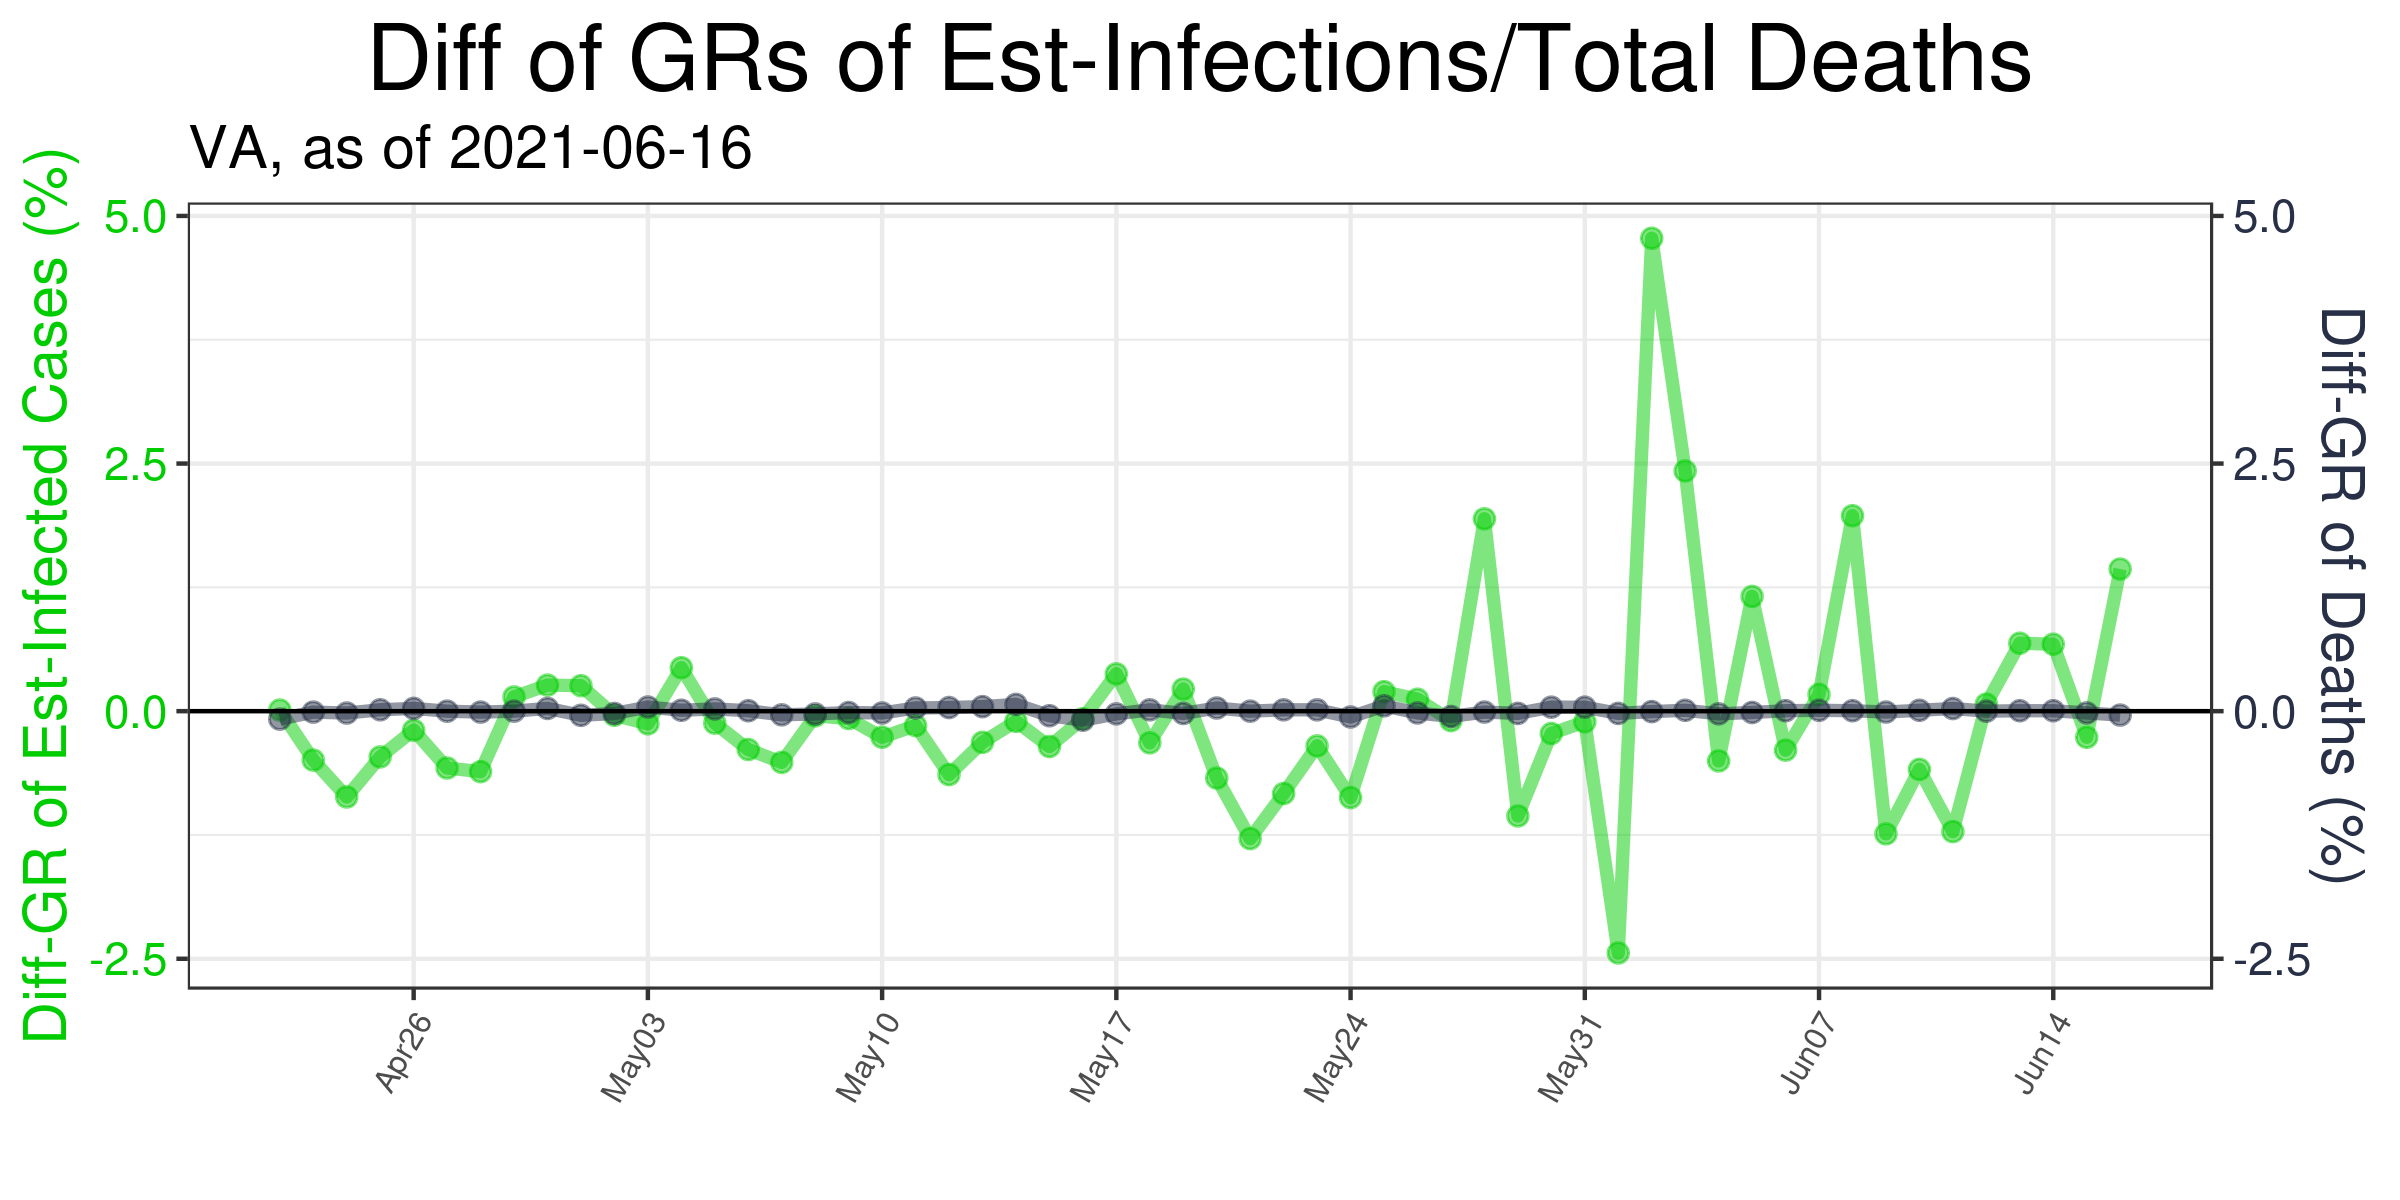 Diff of GRs of Est-Infections/Total Deaths
VA, as of 2021-06-16
Diff-GR of Est-Infected Cases (%)
5.0
2.5
0.0
-2.5
5.0
2.5
0.0
-2.5
Diff-GR of Deaths (%)
Apr26
May03
May10
May17
May24
May31
Jun07
Jun14